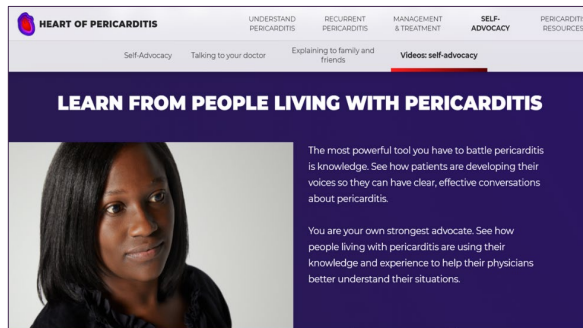 HEART OF PERICARDITIS
UNDERSTAND
PERICARDITIS
RECURRENT
PERICARDITIS
MANAGEMENT
& TREATMENT
SELF-
ADVOCACY
PERICARDITIS
RESOURCES
Self-Advocacy
Talking to your doctor
Explaining to family and
friends
Videos: self-advocacy
LEARN FROM PEOPLE LIVING WITH PERICARDITIS
The most powerful tool you have to battle pericarditis
is knowledge. See how patients are developing their
voices so they can have clear, effective conversations
about pericarditis.
You are your own strongest advocate. See how
people living with pericarditis are using their
knowledge and experience to help their physicians
better understand their situations.